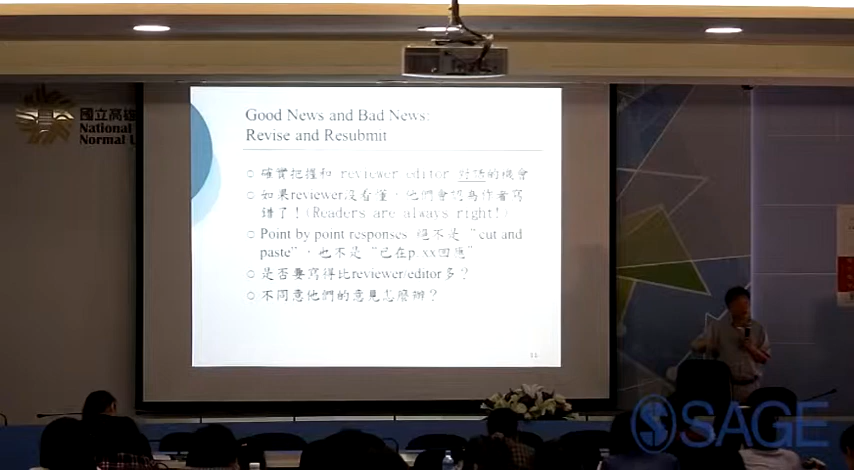 國立高雄
National
Normal U
Good News and Bad News:
Revise and Resubmit
確實把握和 reviewer editor 對話的機會
如果reviewer沒看懂，他們會認為作者寫
錯了！(Readers are always right!)
Point by point responses 絕不是 “cut and
paste”，也不是 “已在p.xx回應”
是否要寫得比reviewer/editor多？
不同意他們的意見怎麼辦？
11
SAGE